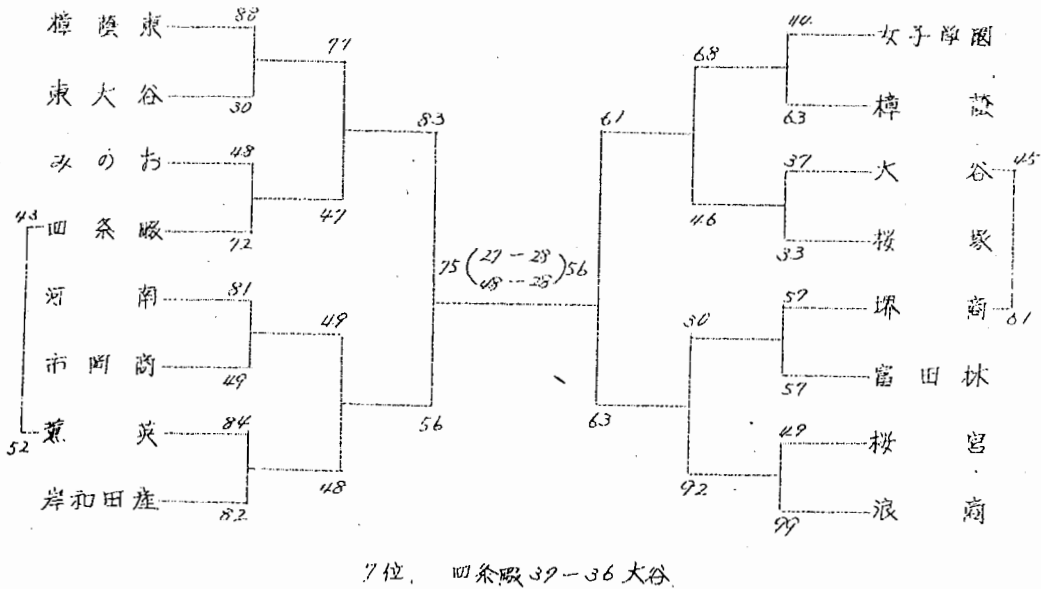 樟蔭東 88
東大谷 30
みのお 48
四条畷 72
河南 81
市岡商 49
薫英 84
岸和田産 82
77
47
49
48
83
56
43
52
75 (27-28 48-28) 56
61
63
68
46
30
92
女子学園
63 樟蔭
37 大谷
33 桜塚
57 堺商
57 富田林
49 桜宮
99 浪商
45
61
7位. 四条畷 39-36 大谷